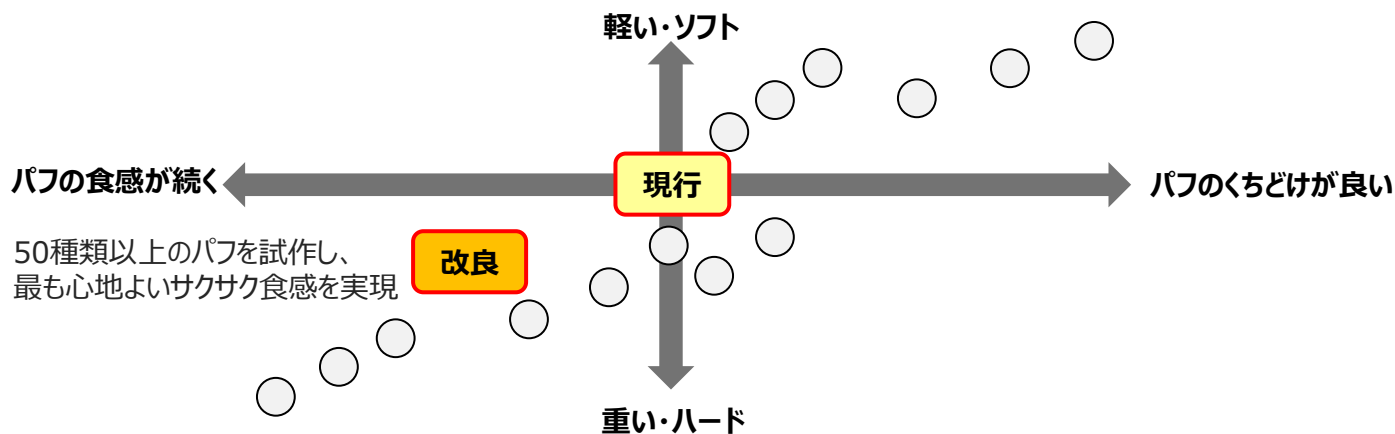 軽い・ソフト
パフの食感が続く
現行
パフのくちどけが良い
50種類以上のパフを試作し、
最も心地よいサクサク食感を実現
改良
重い・ハード